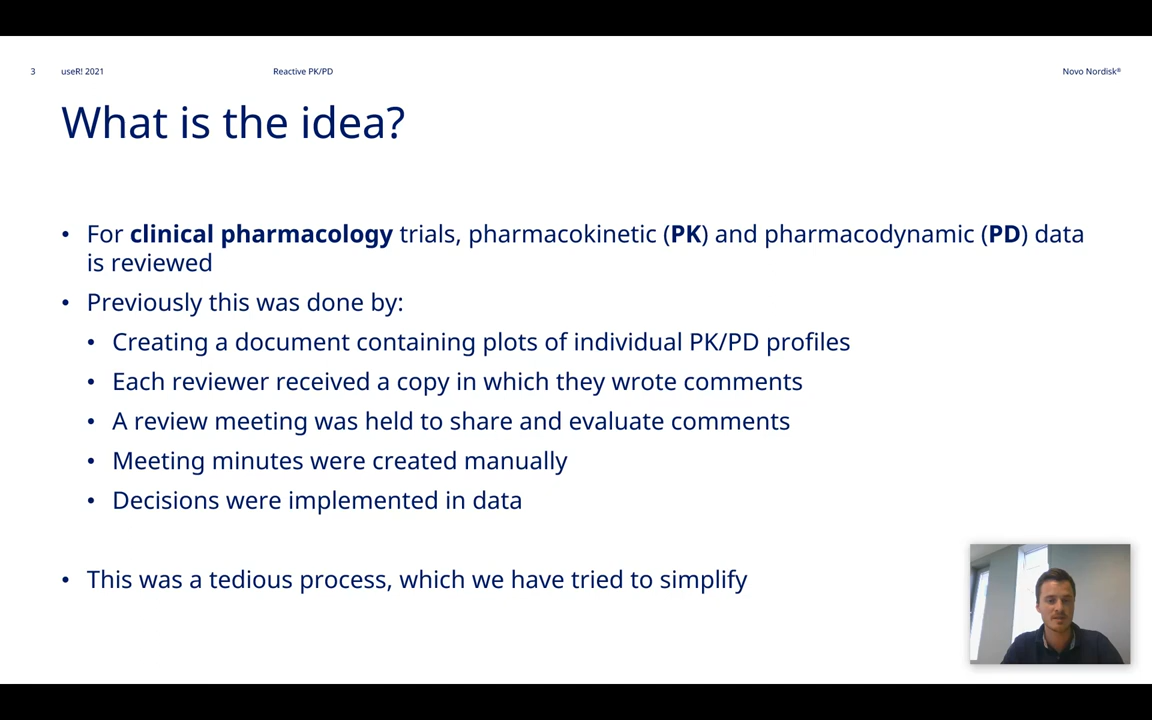 3 useR! 2021 Reactive PK/PD Novo Nordisk®
What is the idea?
• For clinical pharmacology trials, pharmacokinetic (PK) and pharmacodynamic (PD) data
is reviewed
• Previously this was done by:
• Creating a document containing plots of individual PK/PD profiles
• Each reviewer received a copy in which they wrote comments
• A review meeting was held to share and evaluate comments
• Meeting minutes were created manually
• Decisions were implemented in data
• This was a tedious process, which we have tried to simplify